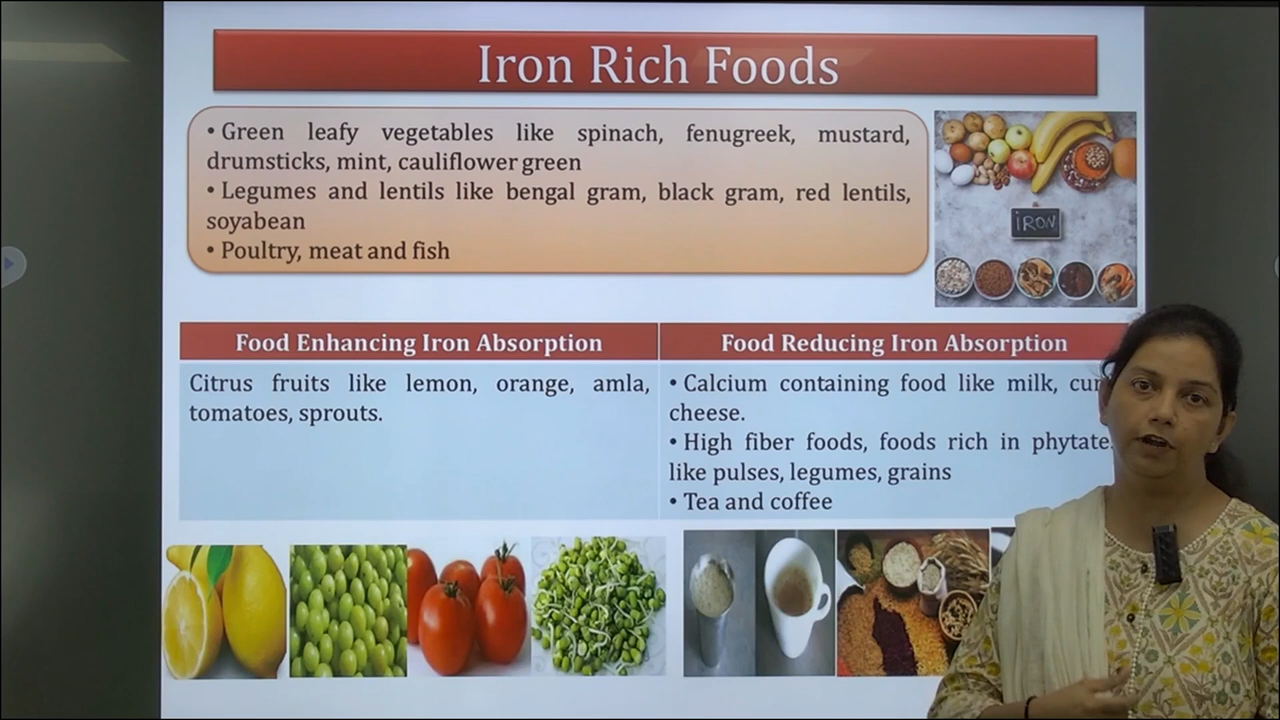 Iron Rich Foods
• Green leafy vegetables like spinach, fenugreek, mustard,
drumsticks, mint, cauliflower green
• Legumes and lentils like bengal gram, black gram, red lentils,
soyabean
• Poultry, meat and fish
IRON
Food Enhancing Iron Absorption
Food Reducing Iron Absorption
Citrus fruits like lemon, orange, amla,
tomatoes, sprouts.
• Calcium containing food like milk,
cheese.
• High fiber foods, foods rich in phytate
like pulses, legumes, grains
• Tea and coffee